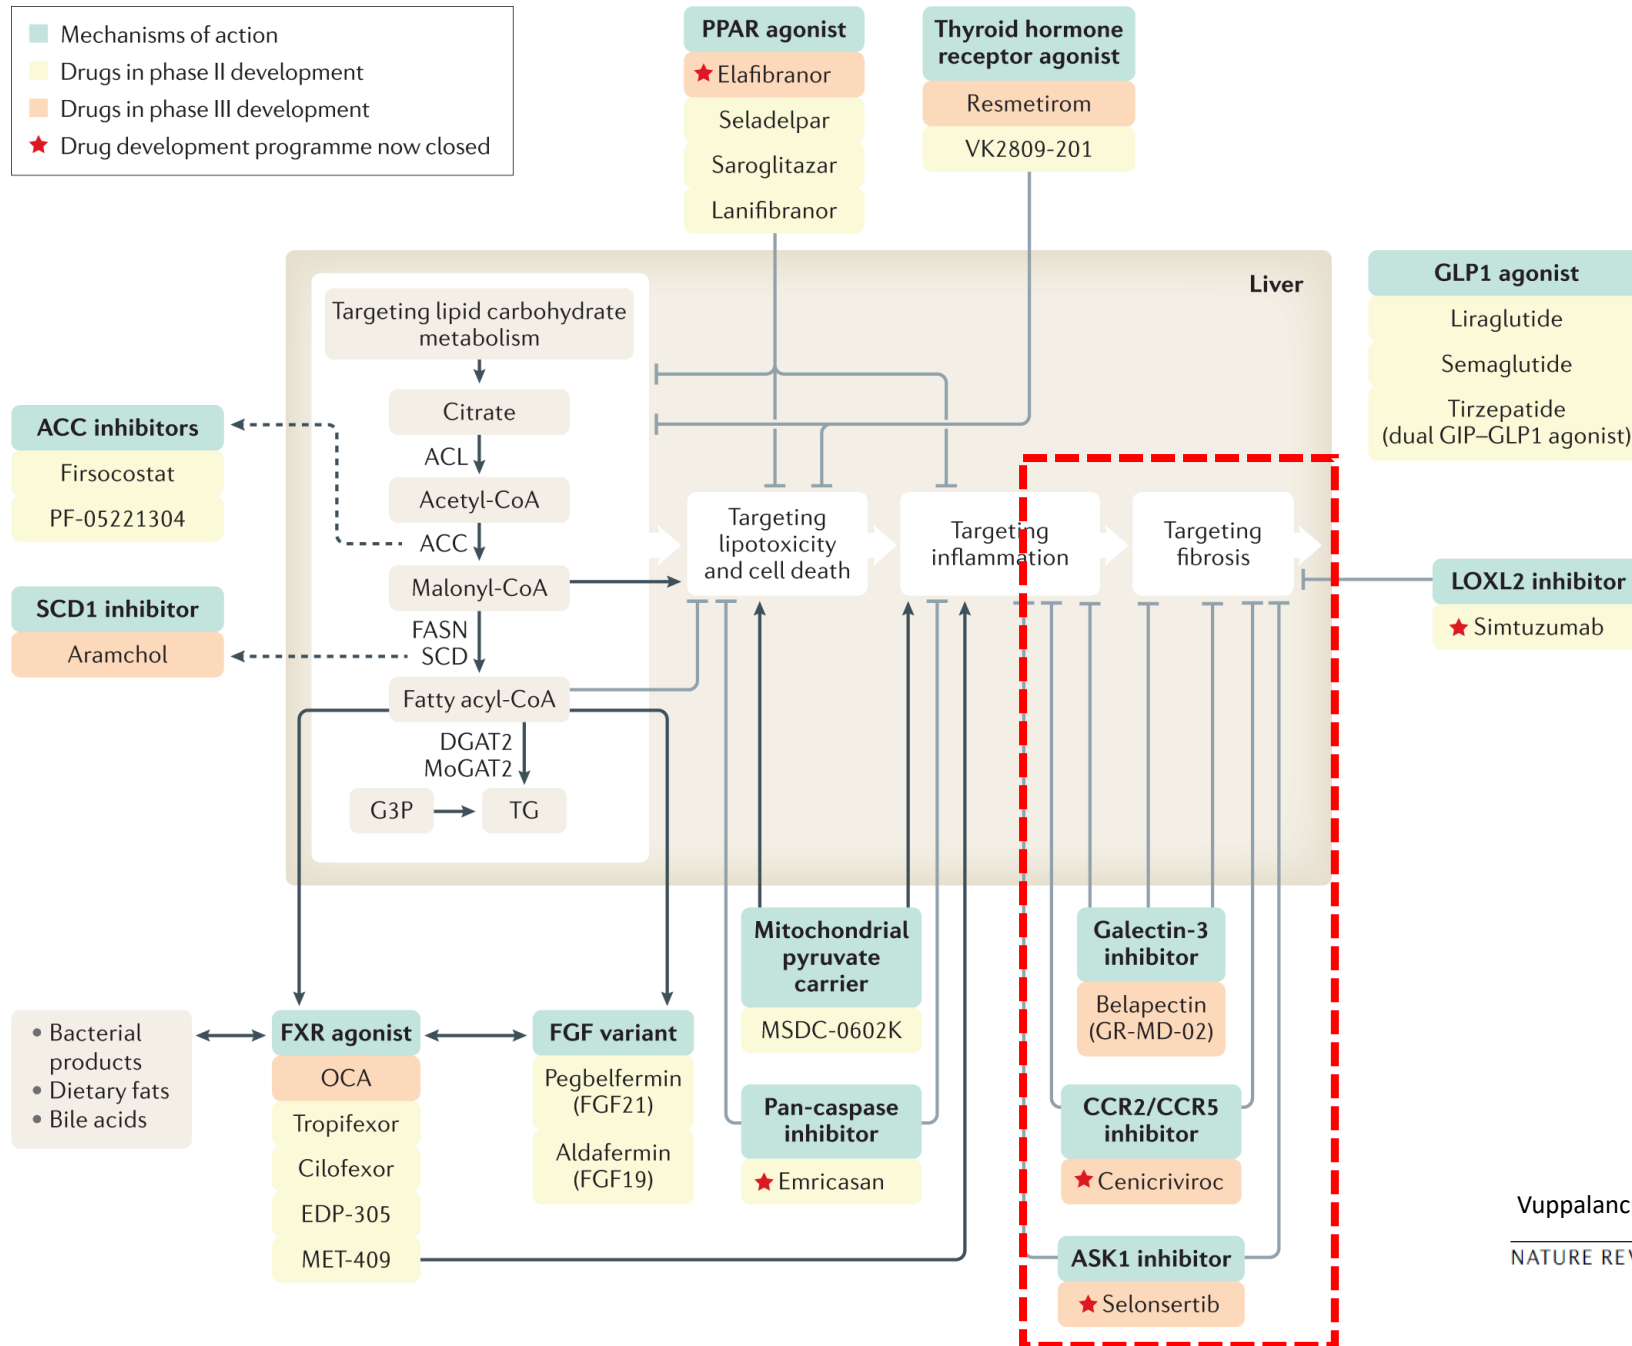 Mechanisms of action
Drugs in phase II development
Drugs in phase III development
Drug development programme now closed
PPAR agonist
Elafibranor
Seladelpar
Saroglitazar
Lanifibranor
Thyroid hormone
receptor agonist
Resmetirom
VK2809-201
Liver
GLP1 agonist
Liraglutide
Semaglutide
Tirzepatide
(dual GIP–GLP1 agonist)
Targeting lipid carbohydrate
metabolism
Citrate
ACL
Acetyl-CoA
ACC
Malonyl-CoA
FASN
SCD
Fatty acyl-CoA
DGAT2
MoGAT2
G3P
TG
ACC inhibitors
Firsocostat
PF-05221304
SCD1 inhibitor
Aramchol
Targeting
lipotoxicity
and cell death
Targeting
inflammation
Targeting
fibrosis
LOXL2 inhibitor
Simtuzumab
• Bacterial
products
• Dietary fats
• Bile acids
FXR agonist
OCA
Tropifexor
Cilofexor
EDP-305
MET-409
FGF variant
Pegbelfermin
(FGF21)
Aldafermin
(FGF19)
Mitochondrial
pyruvate
carrier
MSDC-0602K
Pan-caspase
inhibitor
Emricasan
Galectin-3
inhibitor
Belapectin
(GR-MD-02)
CCR2/CCR5
inhibitor
Cenicriviroc
ASK1 inhibitor
Selonsertib
Vuppalanc
NATURE REV